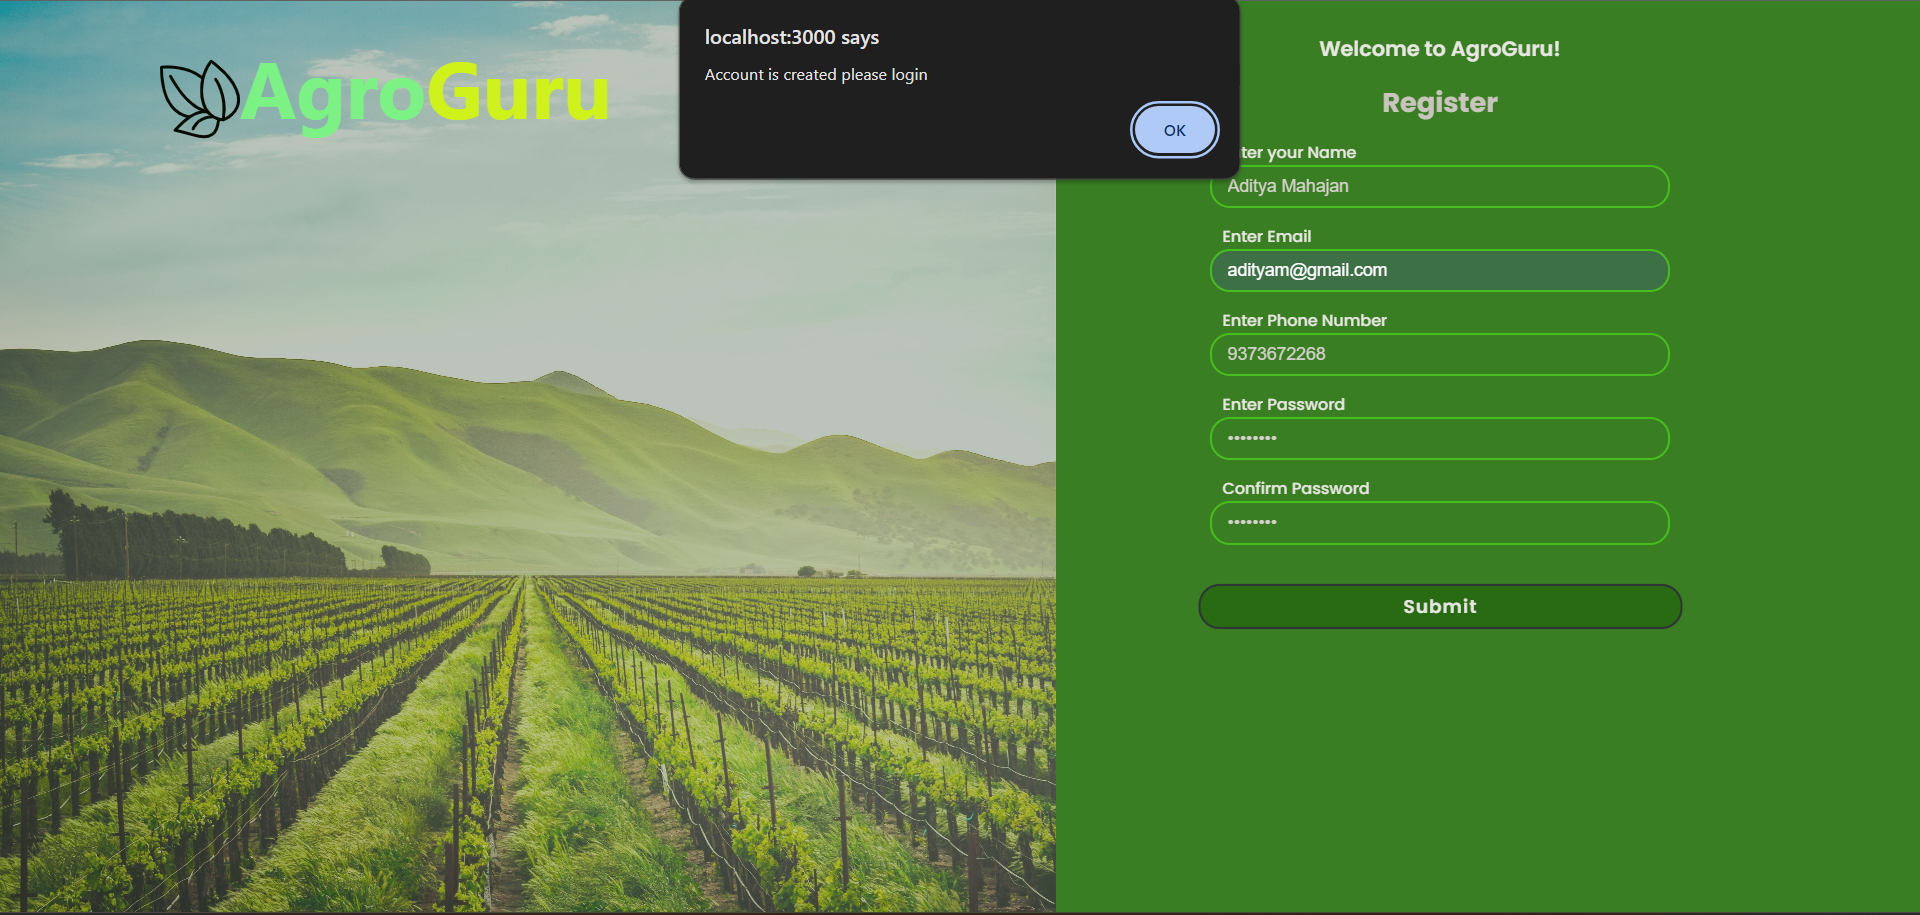 AgroGuru
localhost:3000 says
Account is created please login
OK
Welcome to AgroGuru!
Register
ter your Name
Aditya Mahajan
Enter Email
adityam@gmail.com
Enter Phone Number
9373672268
Enter Password
••••••••
Confirm Password
••••••••
Submit